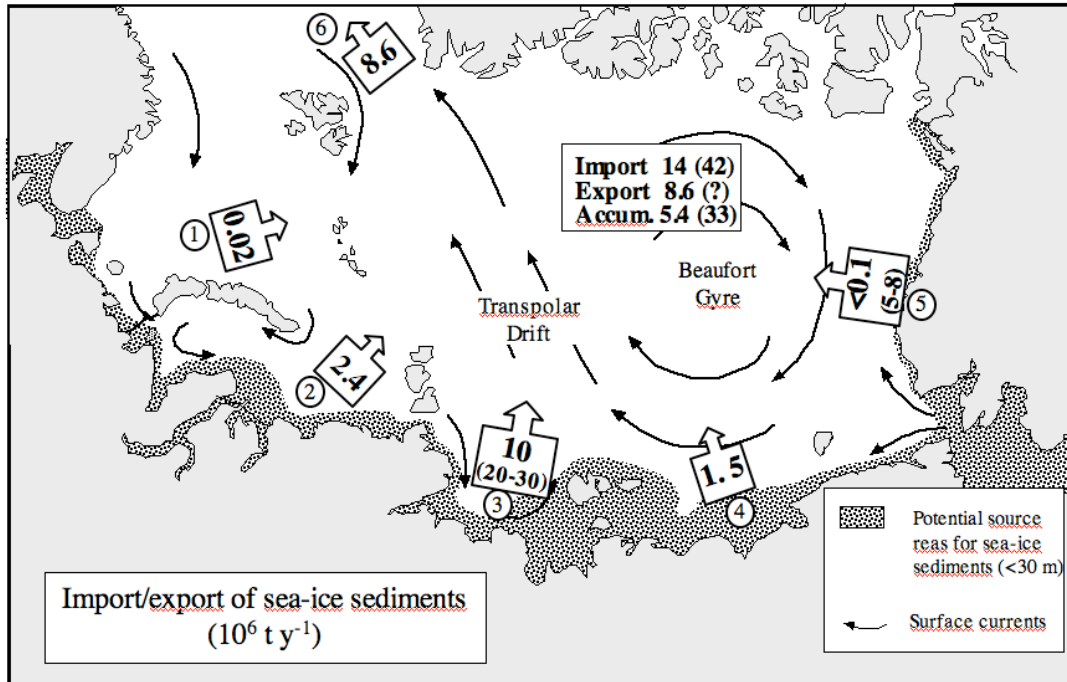 6
8.6
Import 14 (42)
Export 8.6 (?)
Accum. 5.4 (33)
1
0.02
Beaufort
Gyre
<0.1
(5-8)
5
Transpolar
Drift
2
2.4
10
(20-30)
3
1.5
4
Potential source
reas for sea-ice
sediments (<30 m)
Surface currents
Import/export of sea-ice sediments
(10⁶ t y⁻¹)